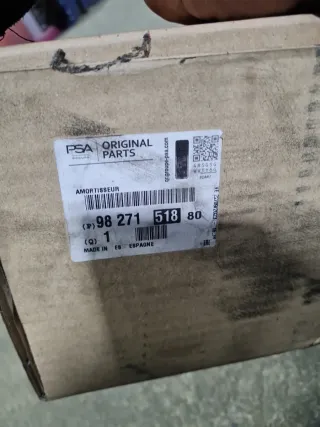 PSA ORIGINAL PARTS
AMORTISSEUR
(P) 98 271 518 80
(Q) 1
MADE IN ES ESPAGNE